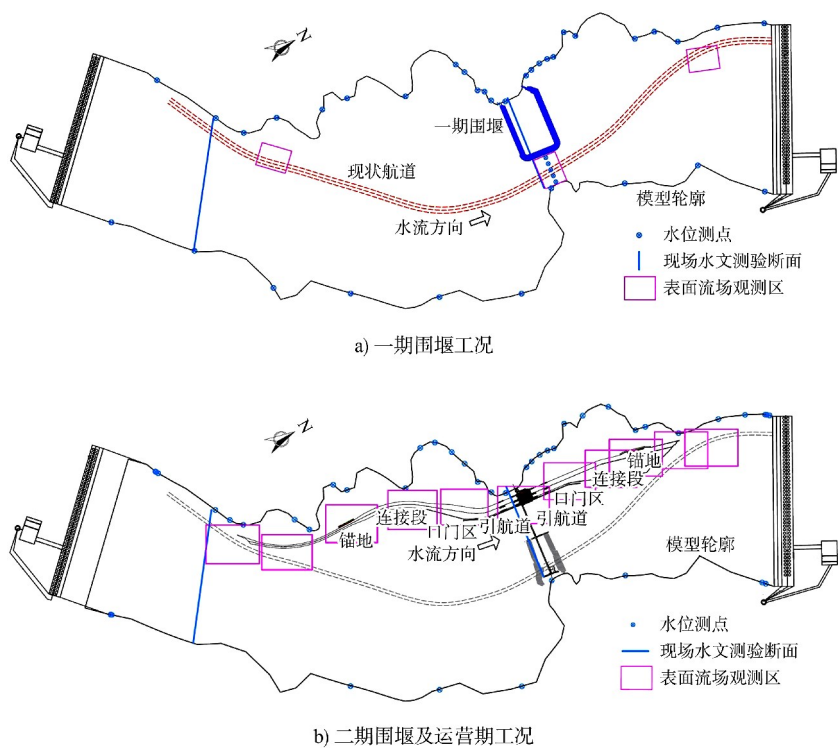 N
一期围堰
现状航道
水流方向
模型轮廓
水位测点
现场水文测验断面
表面流场观测区
a) 一期围堰工况
N
锚地
连接段
口门区
引航道
水流方向
引航道
口门区
连接段
锚地
模型轮廓
水位测点
现场水文测验断面
表面流场观测区
b) 二期围堰及运营期工况